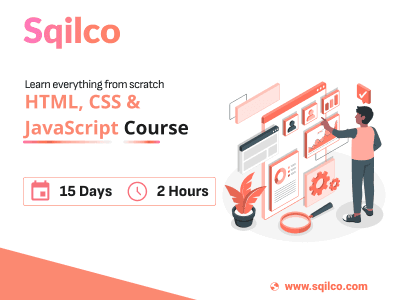 Sqilco
Learn everything from scratch
HTML, CSS &
JavaScript Course
15 Days 2 Hours
www.sqilco.com